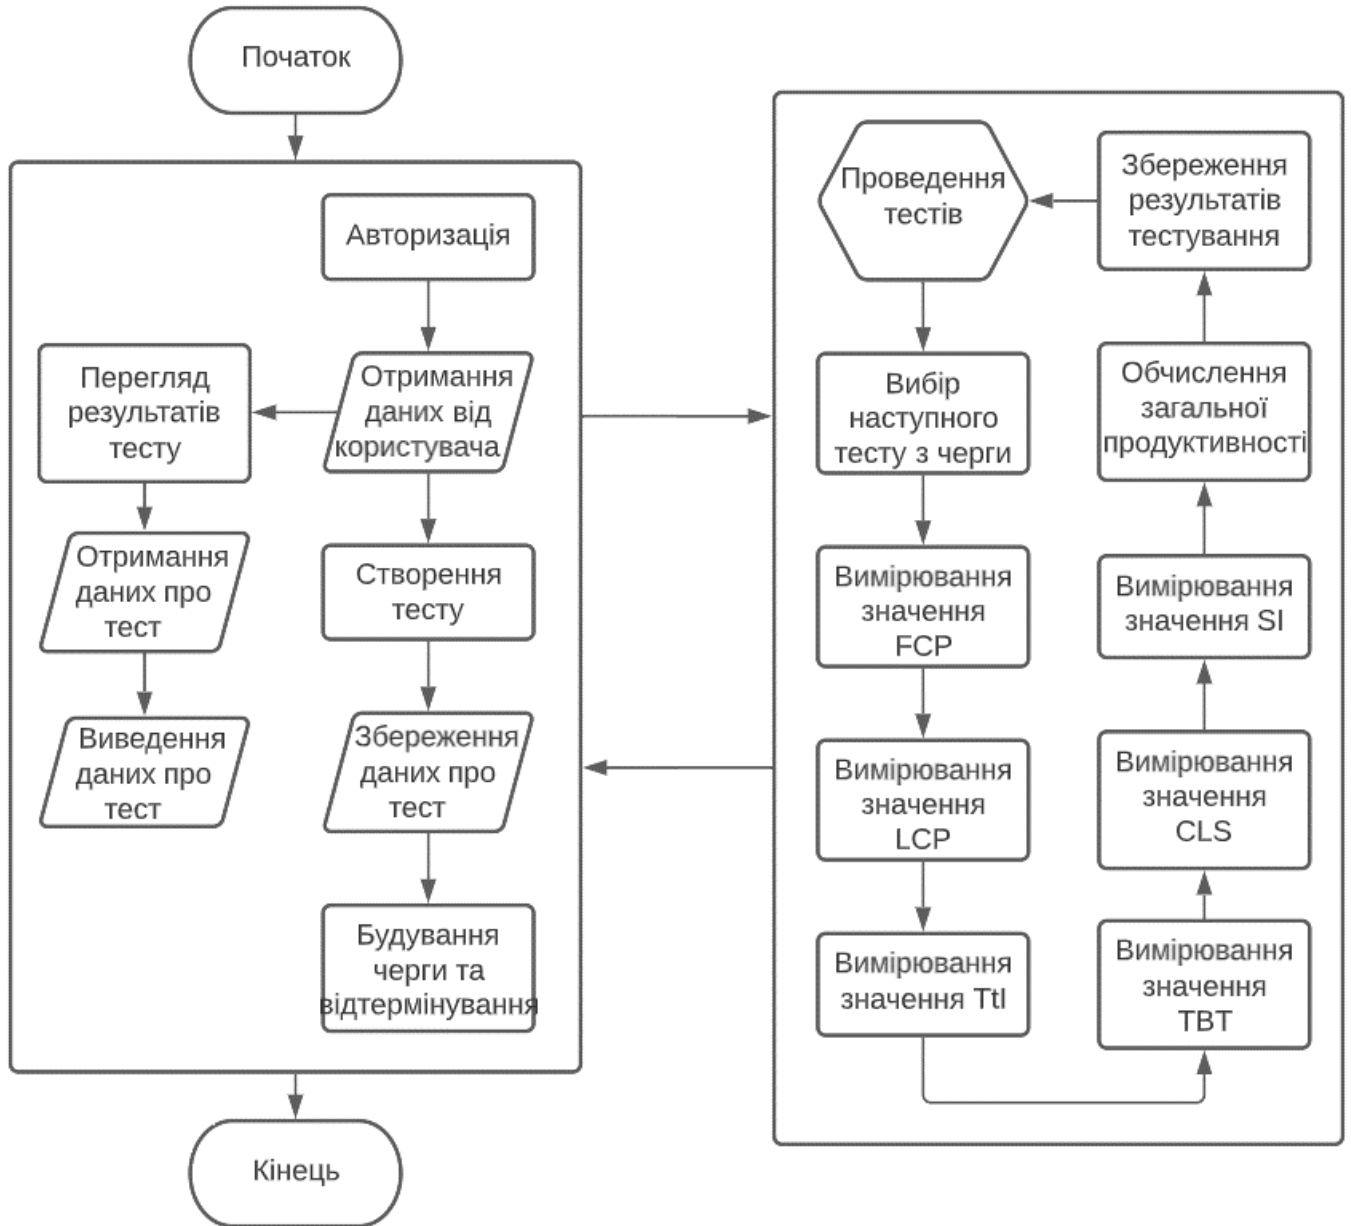 Початок
Авторизація
Отримання
даних від
користувача
Перегляд
результатів
тесту
Отримання
даних про
тест
Виведення
даних про
тест
Створення
тесту
Збереження
даних про
тест
Будування
черги та
відтермінування
Кінець
Проведення
тестів
Вибір
наступного
тесту з черги
Вимірювання
значення
FCP
Вимірювання
значення
LCP
Вимірювання
значення TtI
Вимірювання
значення
TBT
Вимірювання
значення
CLS
Вимірювання
значення SI
Обчислення
загальної
продуктивності
Збереження
результатів
тестування